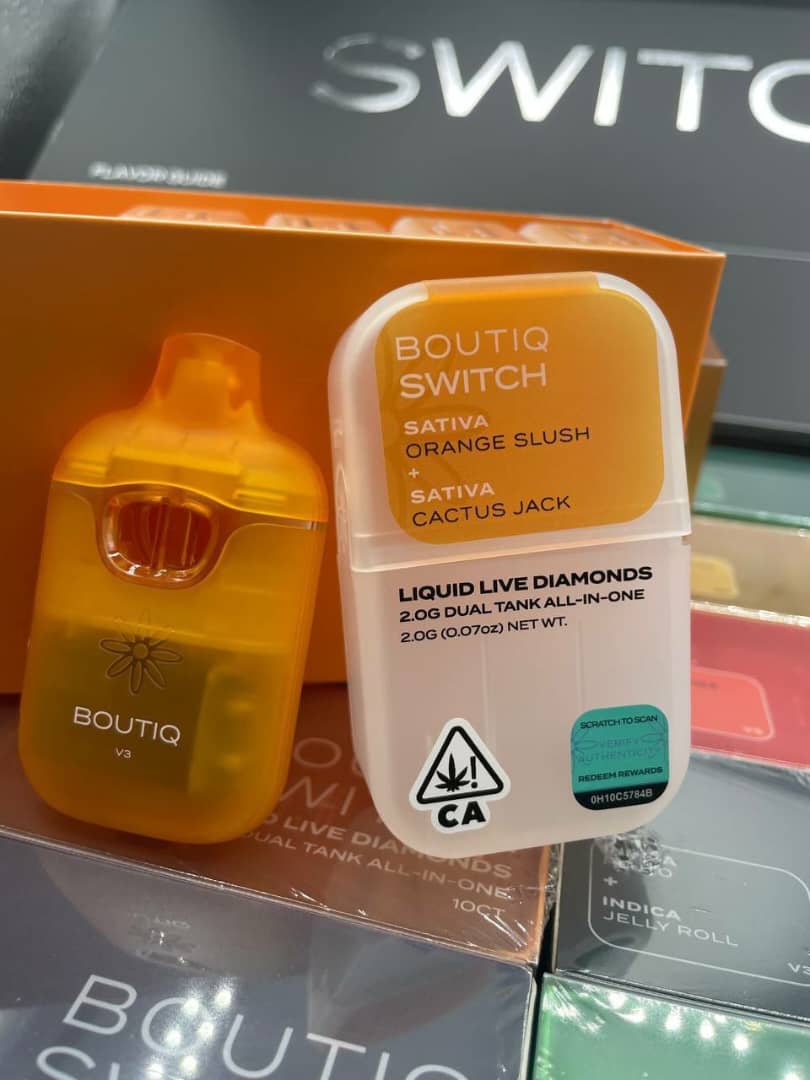 SWITC
FLAVOR GUIDE
BOUTIQ
SWITCH
SATIVA
ORANGE SLUSH
+
SATIVA
CACTUS JACK
LIQUID LIVE DIAMONDS
2.0G DUAL TANK ALL-IN-ONE
2.0G (0.07oz) NET WT.
SCRATCH TO SCAN
VERIFY
AUTHENTICITY
REDEEM REWARDS
0H10C5784B
CA
BOUTIQ
V3
LIVE DIAMONDS
DUAL TANK ALL-IN-ONE
10CT
+
INDICA
JELLY ROLL
V3
BOUTIQ